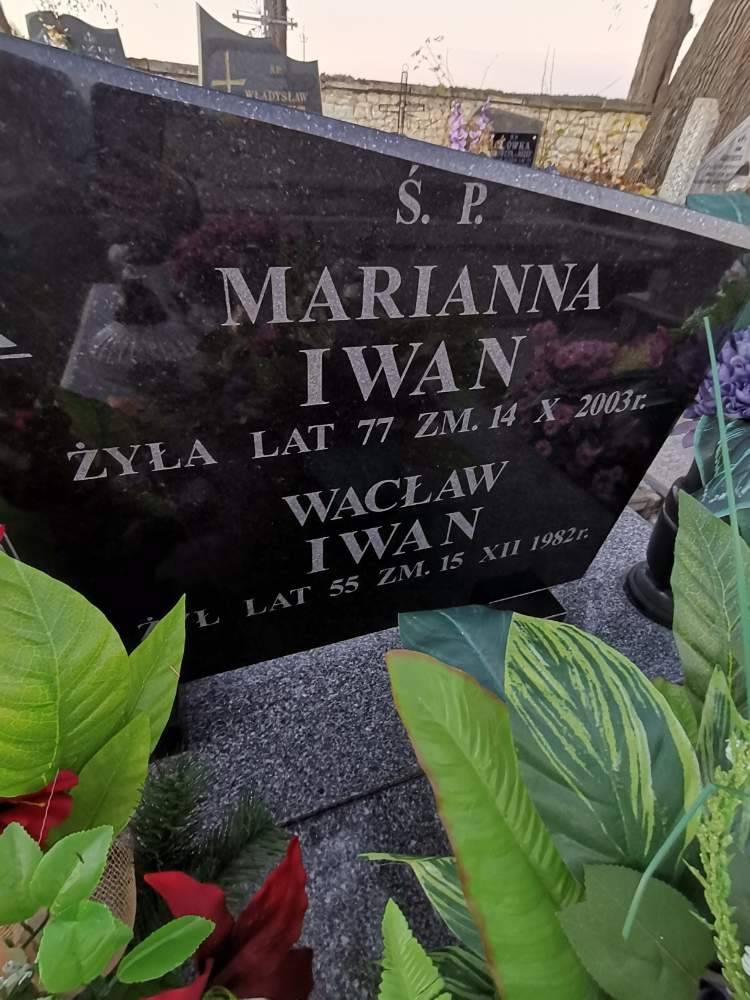 Ś. P.
MARIANNA
IWAN
ŻYŁA LAT 77 ZM. 14 X 2003r.
WACŁAW
IWAN
ŻYŁ LAT 55 ZM. 15 XII 1982r.
WŁADYSŁAW